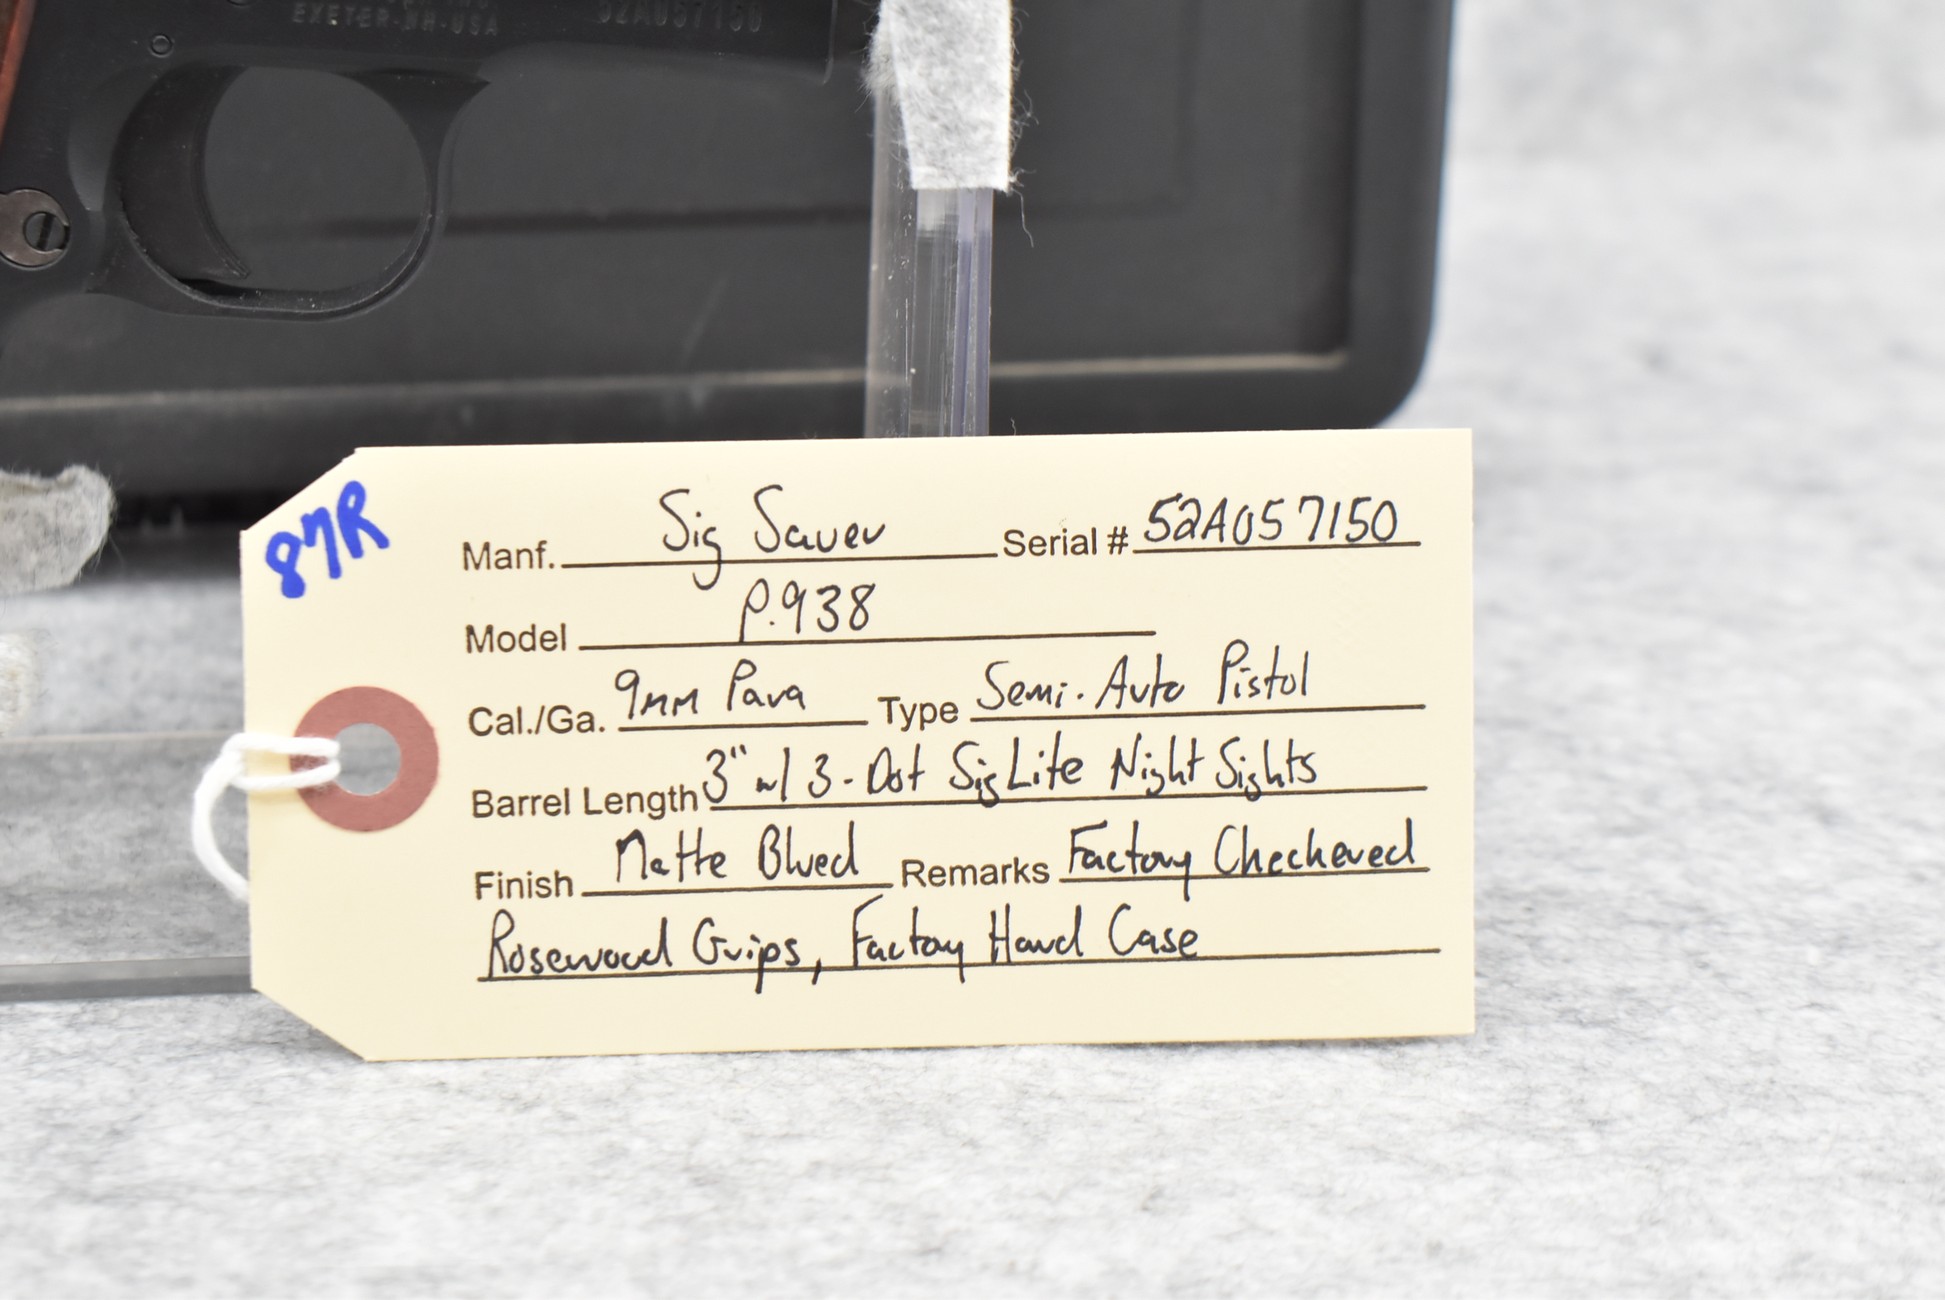 EXETER-NH-USA 52A057150
87R
Manf. Sig Sauer Serial # 52A057150
Model P.938
Cal./Ga. 9mm Para Type Semi-Auto Pistol
Barrel Length 3" w/ 3-Dot SigLite Night Sights
Finish Matte Blued Remarks Factory Checkered
Rosewood Grips, Factory Hard Case